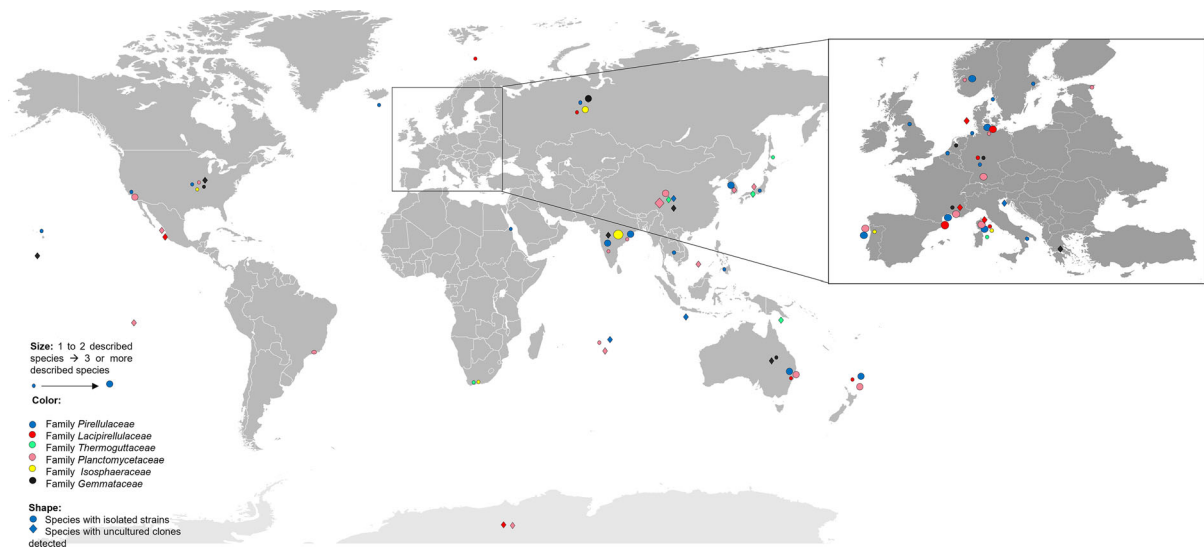 Size: 1 to 2 described
species → 3 or more
described species
Color:
Family Pirellulaceae
Family Lacipirellulaceae
Family Thermoguttaceae
Family Planctomycetaceae
Family Isosphaeraceae
Family Gemmataceae
Shape:
Species with isolated strains
Species with uncultured clones
detected